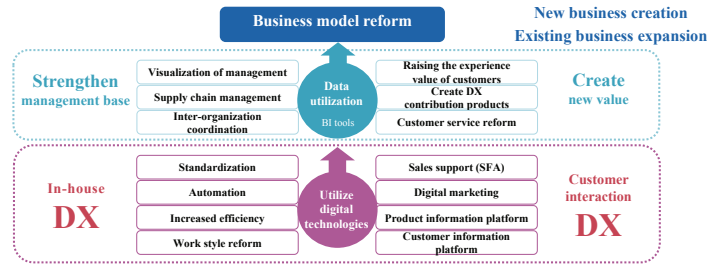 Business model reform
New business creation
Existing business expansion
Strengthen
management base
Visualization of management
Supply chain management
Inter-organization
coordination
Data
utilization
BI tools
Raising the experience
value of customers
Create DX
contribution products
Customer service reform
Create
new value
In-house
DX
Standardization
Automation
Increased efficiency
Work style reform
Utilize
digital
technologies
Sales support (SFA)
Digital marketing
Product information platform
Customer information
platform
Customer
interaction
DX